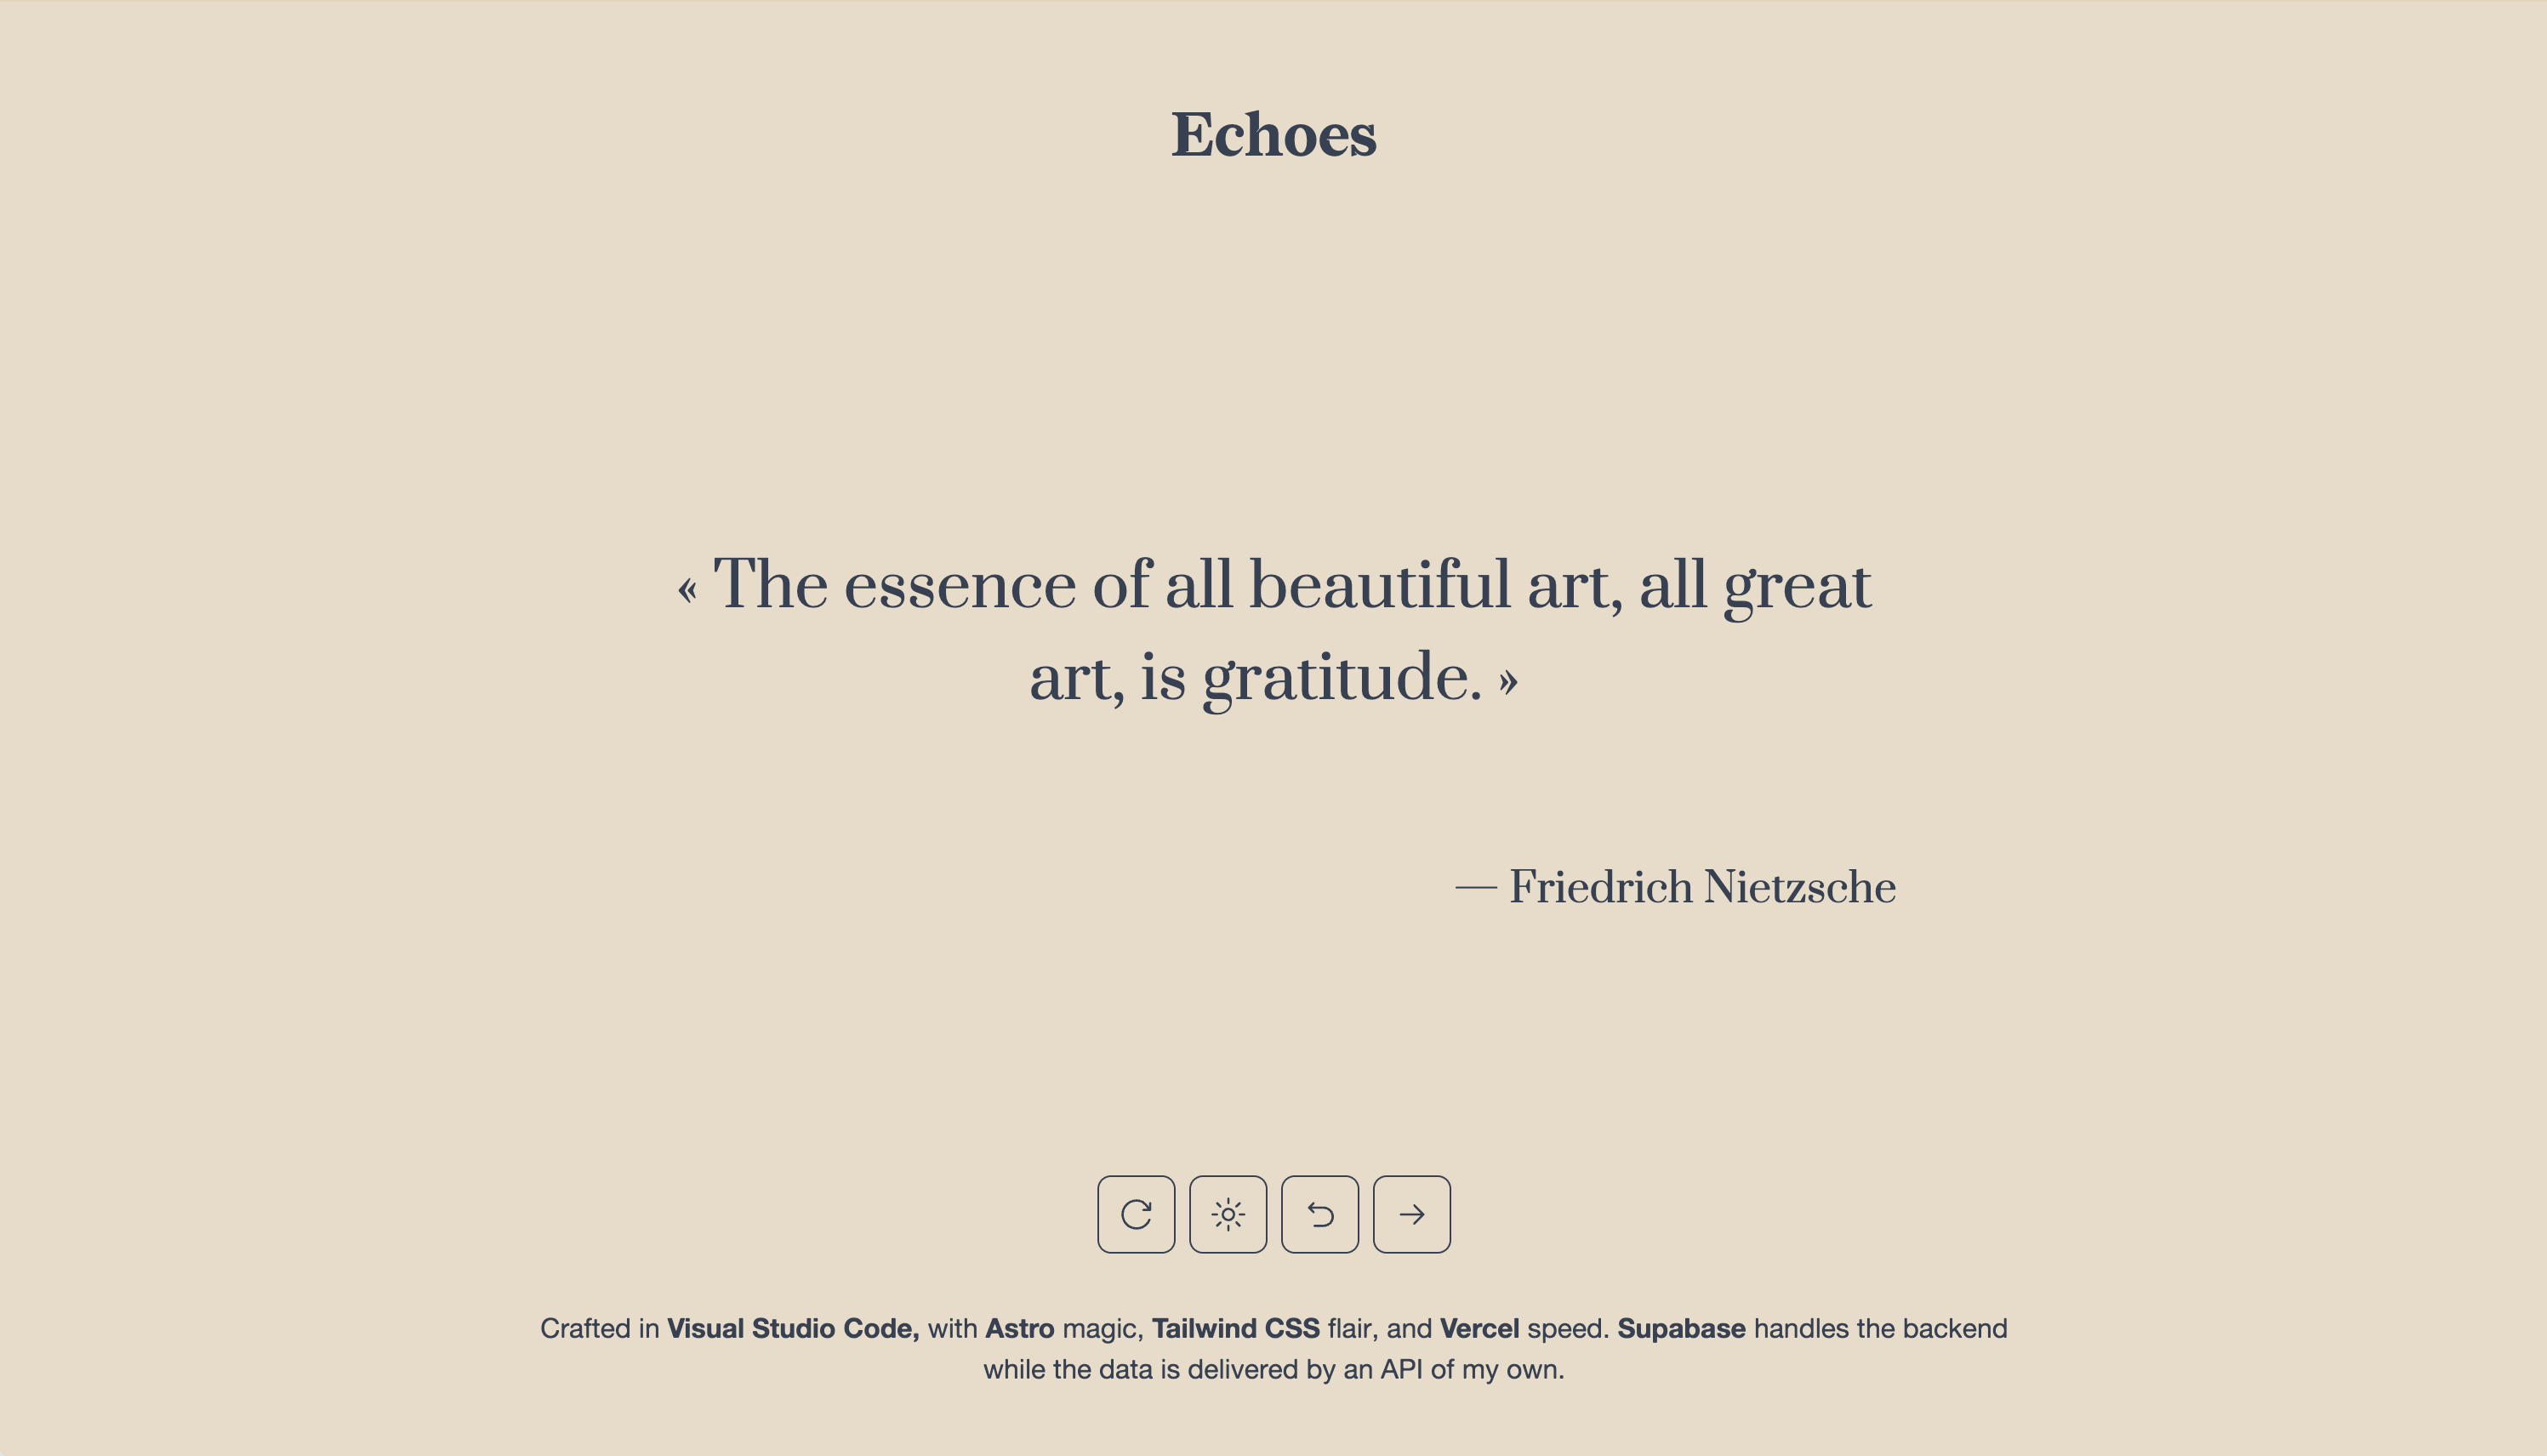 Echoes
« The essence of all beautiful art, all great
art, is gratitude. »
— Friedrich Nietzsche
Crafted in Visual Studio Code, with Astro magic, Tailwind CSS flair, and Vercel speed. Supabase handles the backend
while the data is delivered by an API of my own.